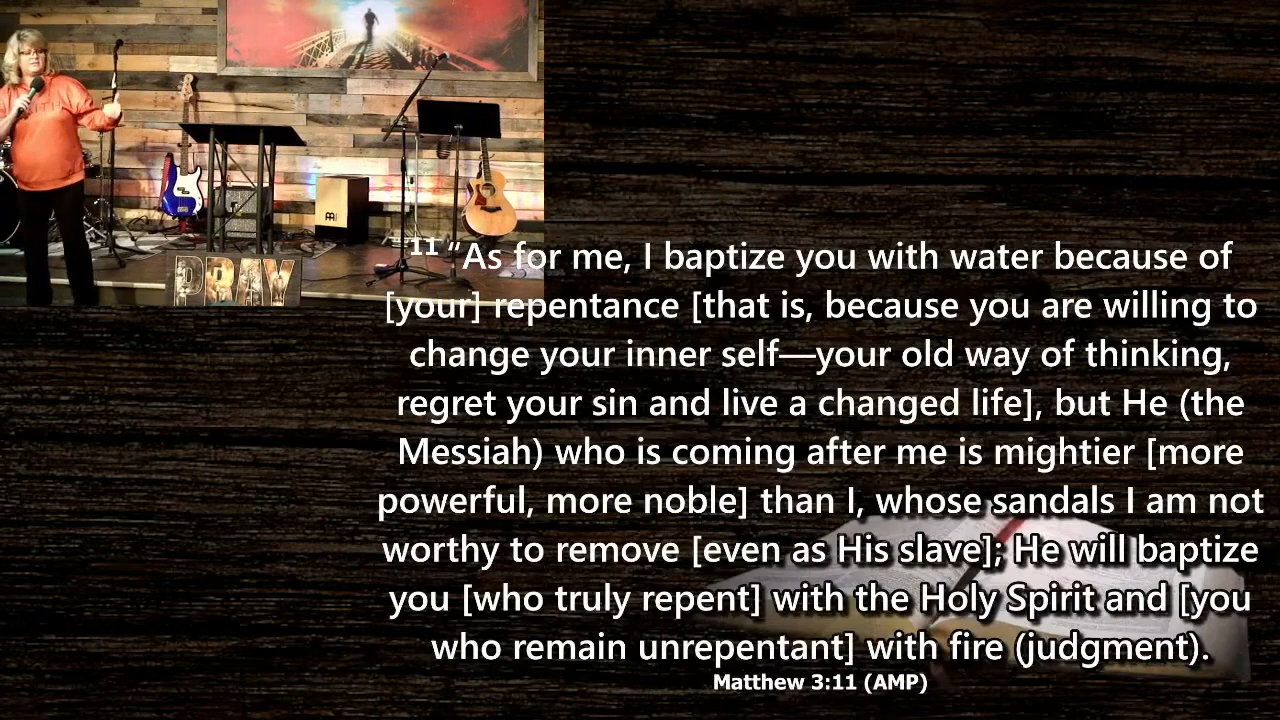 PRAY
11 “As for me, I baptize you with water because of
[your] repentance [that is, because you are willing to
change your inner self—your old way of thinking,
regret your sin and live a changed life], but He (the
Messiah) who is coming after me is mightier [more
powerful, more noble] than I, whose sandals I am not
worthy to remove [even as His slave]; He will baptize
you [who truly repent] with the Holy Spirit and [you
who remain unrepentant] with fire (judgment).
Matthew 3:11 (AMP)